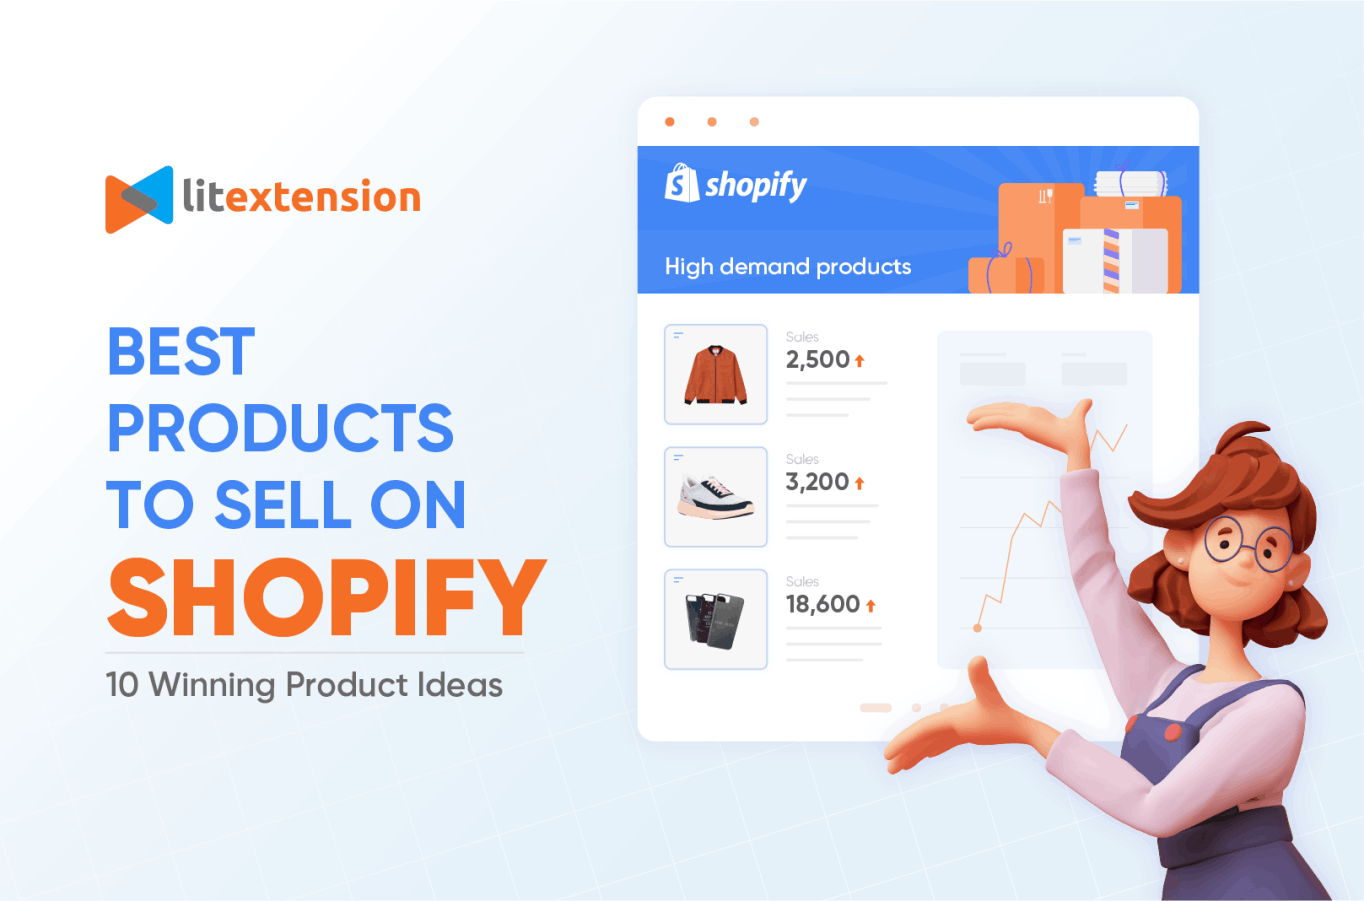 litextension
BEST
PRODUCTS
TO SELL ON
SHOPIFY
10 Winning Product Ideas
shopify
High demand products
Sales
2,500
Sales
3,200
Sales
18,600